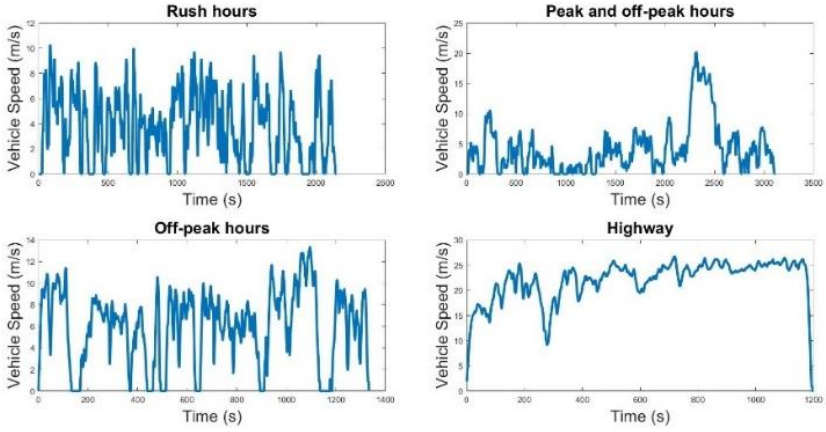 Rush hours
Vehicle Speed (m/s)
12
10
8
6
4
2
0
0 500 1000 1500 2000 2500
Time (s)
Peak and off-peak hours
Vehicle Speed (m/s)
25
20
15
10
5
0
0 500 1000 1500 2000 2500 3000 3500
Time (s)
Off-peak hours
Vehicle Speed (m/s)
14
12
10
8
6
4
2
0
0 200 400 600 800 1000 1200 1400
Time (s)
Highway
Vehicle Speed (m/s)
30
25
20
15
10
5
0
0 200 400 600 800 1000 1200
Time (s)